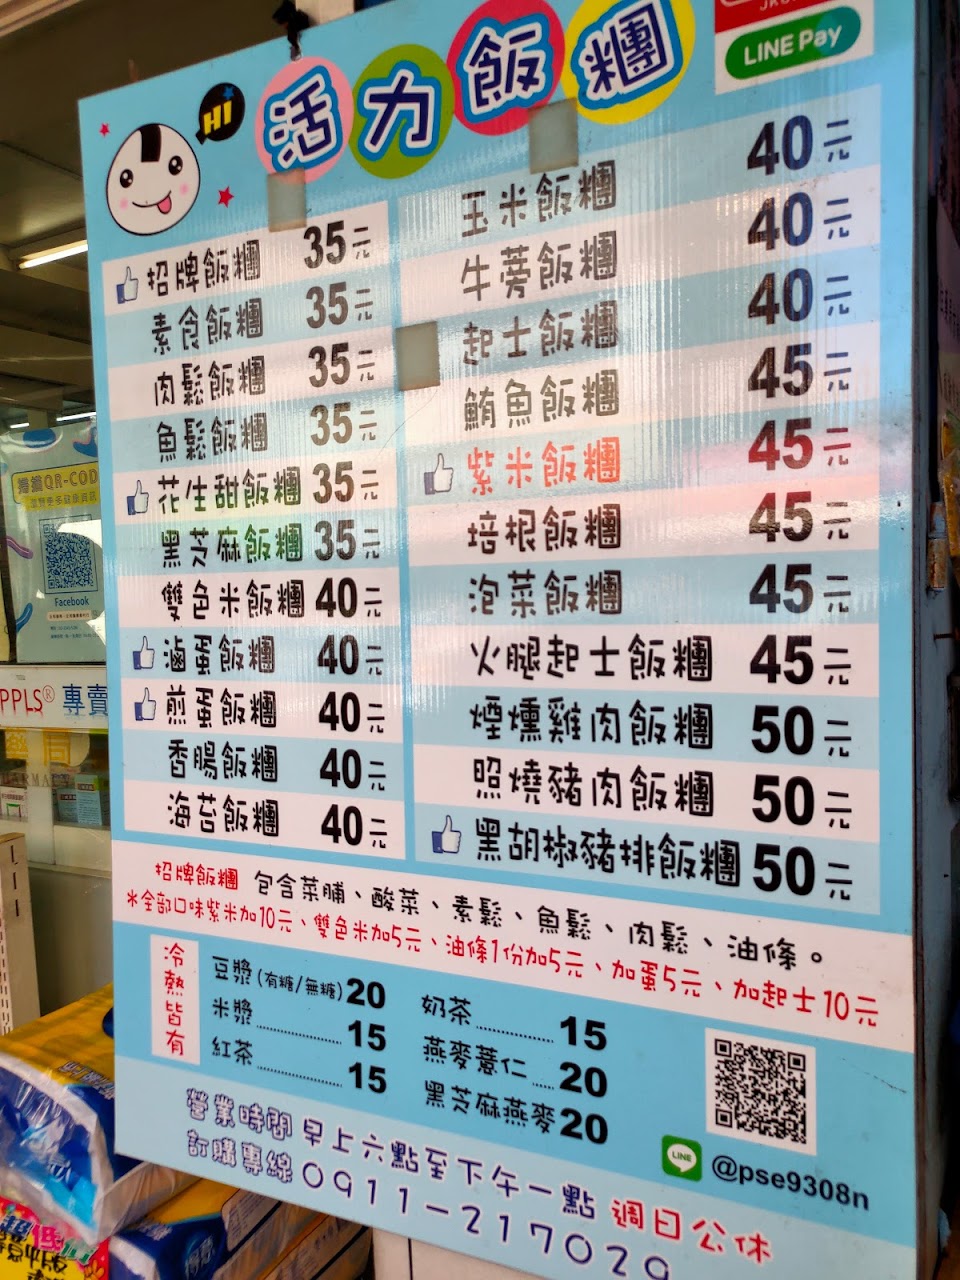 HI
活力飯糰
LINE Pay
招牌飯糰 35元
素食飯糰 35元
肉鬆飯糰 35元
魚鬆飯糰 35元
花生甜飯糰 35元
黑芝麻飯糰 35元
雙色米飯糰 40元
滷蛋飯糰 40元
煎蛋飯糰 40元
香腸飯糰 40元
海苔飯糰 40元
玉米飯糰 40元
牛蒡飯糰 40元
起士飯糰 40元
鮪魚飯糰 45元
紫米飯糰 45元
培根飯糰 45元
泡菜飯糰 45元
火腿起士飯糰 45元
煙燻雞肉飯糰 50元
照燒豬肉飯糰 50元
黑胡椒豬排飯糰 50元
招牌飯糰 包含菜脯、酸菜、素鬆、魚鬆、肉鬆、油條。
*全部口味紫米加10元、雙色米加5元、油條1份加5元、加蛋5元、加起士10元
冷熱皆有
豆漿(有糖/無糖)20
米漿..................15
紅茶..................15
奶茶..................15
燕麥薏仁.....20
黑芝麻燕麥20
LINE
@pse9308n
營業時間 早上六點至下午一點 週日公休
訂購專線 0911-217029
掃描QR-COD
Facebook
PPLS® 專賣